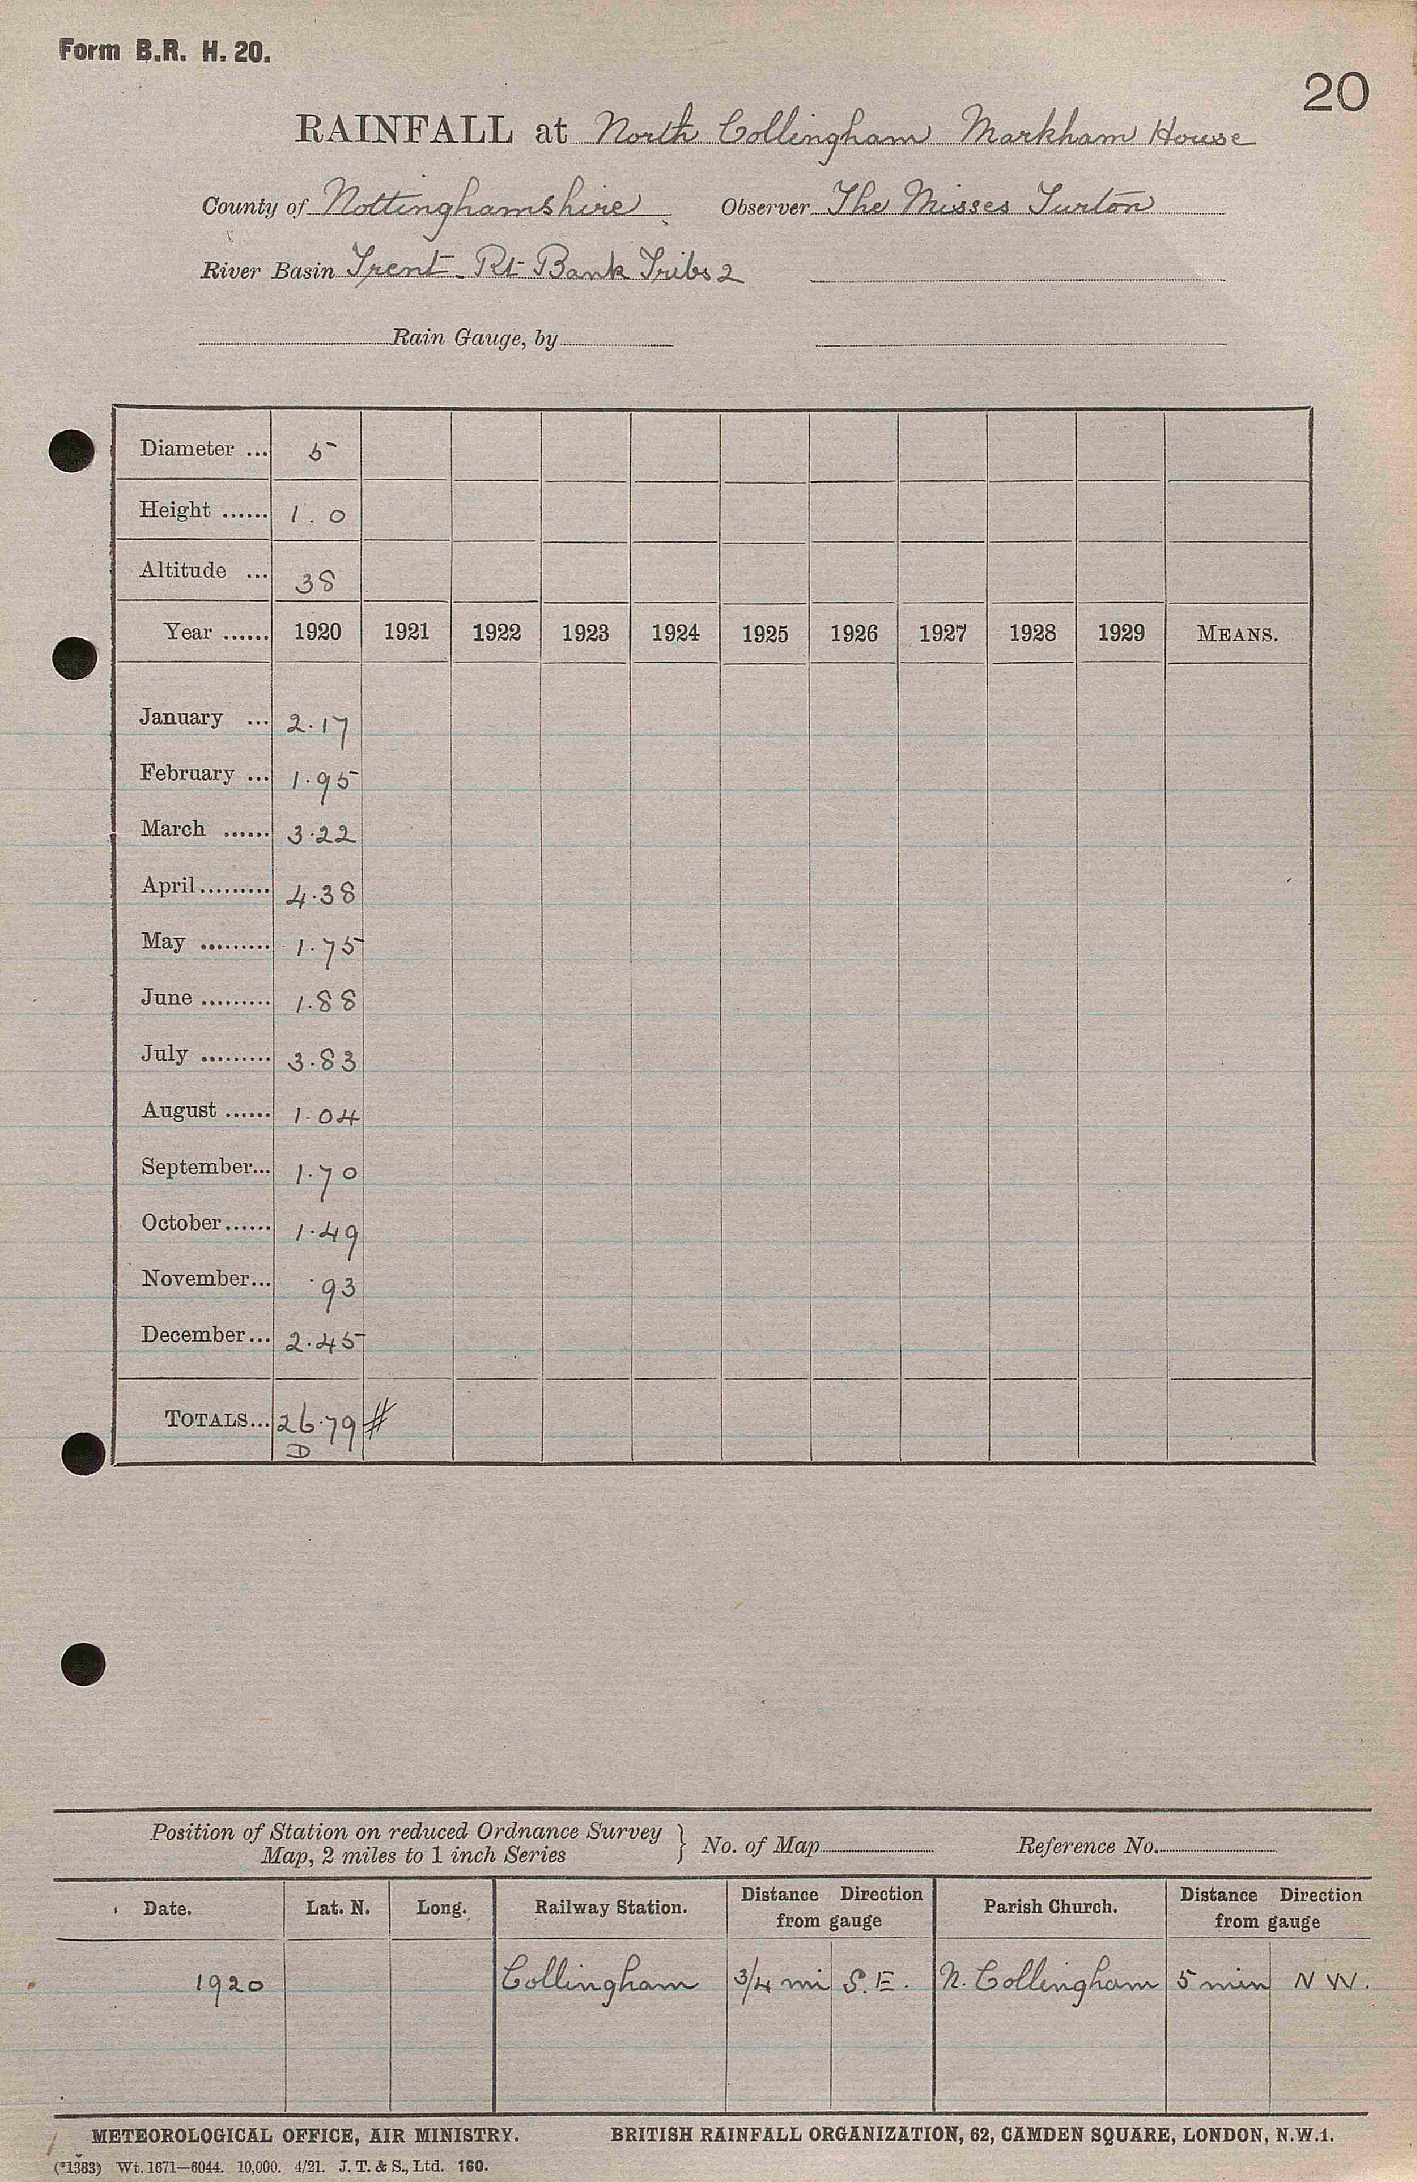 Form B.R. H. 20.
20
RAINFALL at North Collingham Markham House
County of Nottinghamshire Observer The Misses Turton
River Basin Trent - Rt Bank Tribs 2
Rain Gauge, by
Diameter ... 5
Height ...... 1 . 0
Altitude ... 38
Year ...... 1920 1921 1922 1923 1924 1925 1926 1927 1928 1929 MEANS.
January ... 2.17
February ... 1.95
March ...... 3.22
April ......... 4.38
May ......... 1.75
June ......... 1.88
July ......... 3.83
August ...... 1.04
September... 1.70
October ...... 1.49
November... .93
December... 2.45
TOTALS... 26.79 #
D
Position of Station on reduced Ordnance Survey } No. of Map Reference No.
Map, 2 miles to 1 inch Series
Date. Lat. N. Long. Railway Station. Distance Direction from gauge Parish Church. Distance Direction from gauge
1920 Collingham 3/4 mi S.E. N. Collingham 5 min N W.
METEOROLOGICAL OFFICE, AIR MINISTRY. BRITISH RAINFALL ORGANIZATION, 62, CAMDEN SQUARE, LONDON, N.W.1.
(*1383) Wt. 1671—6044. 10,000. 4/21. J. T. & S., Ltd. 160.